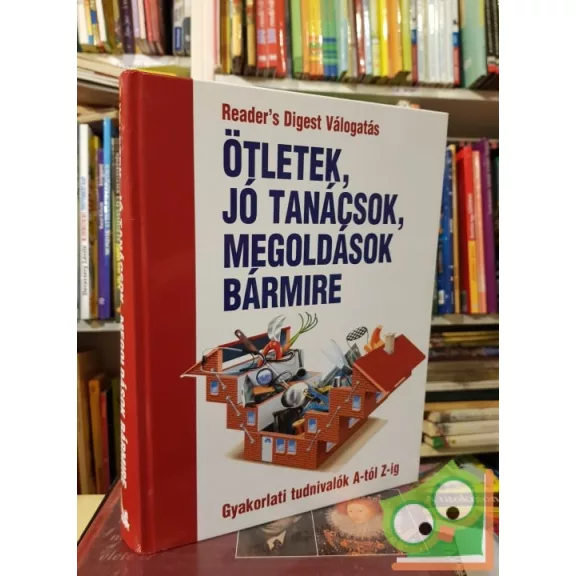 Reader's Digest Válogatás
ÖTLETEK,
JÓ TANÁCSOK,
MEGOLDÁSOK
BÁRMIRE
Gyakorlati tudnivalók A-tól Z-ig